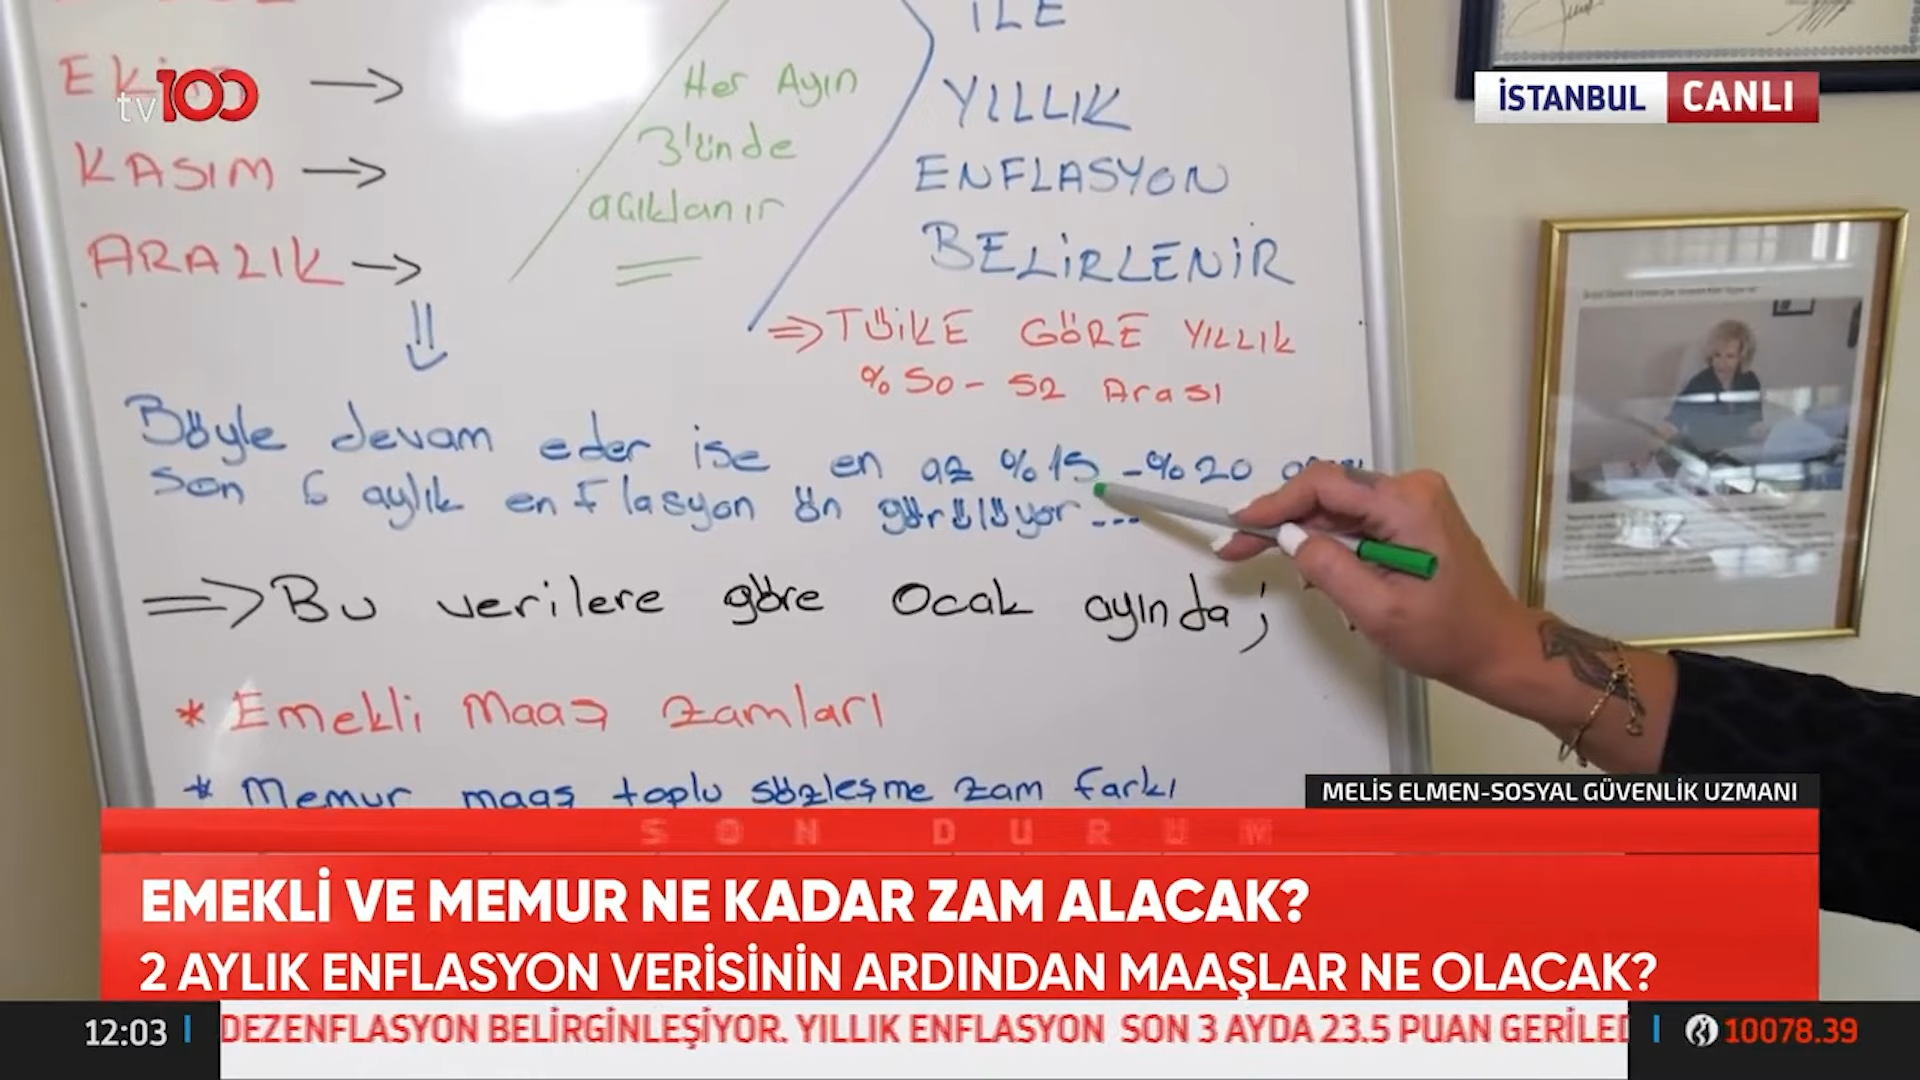 İLE
EKİM →
tv100
Her Ayın
3'ünde
açıklanır
YILLIK
ENFLASYON
BELİRLENİR
KASIM →
ARALIK →
⇒ TÜİKE GÖRE YILLIK
% 50 - 52 Arası
Böyle devam eder ise en az %15 - %20
son 6 aylık enflasyon ön görülüyor...
⇒ Bu verilere göre Ocak ayında;
* Emekli Maaş Zamları
* Memur maaş toplu sözleşme zam farkı
İSTANBUL CANLI
MELİS ELMEN-SOSYAL GÜVENLİK UZMANI
SON DURUM
EMEKLİ VE MEMUR NE KADAR ZAM ALACAK?
2 AYLIK ENFLASYON VERİSİNİN ARDINDAN MAAŞLAR NE OLACAK?
12:03 DEZENFLASYON BELİRGİNLEŞİYOR. YILLIK ENFLASYON SON 3 AYDA 23.5 PUAN GERİLED 10078.39